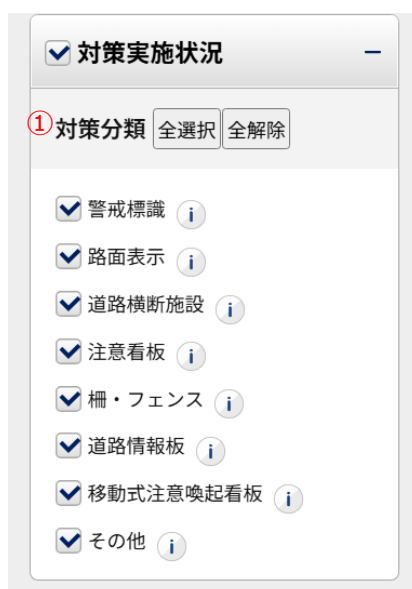 対策実施状況 −
①対策分類 全選択 全解除
警戒標識 i
路面表示 i
道路横断施設 i
注意看板 i
柵・フェンス i
道路情報板 i
移動式注意喚起看板 i
その他 i